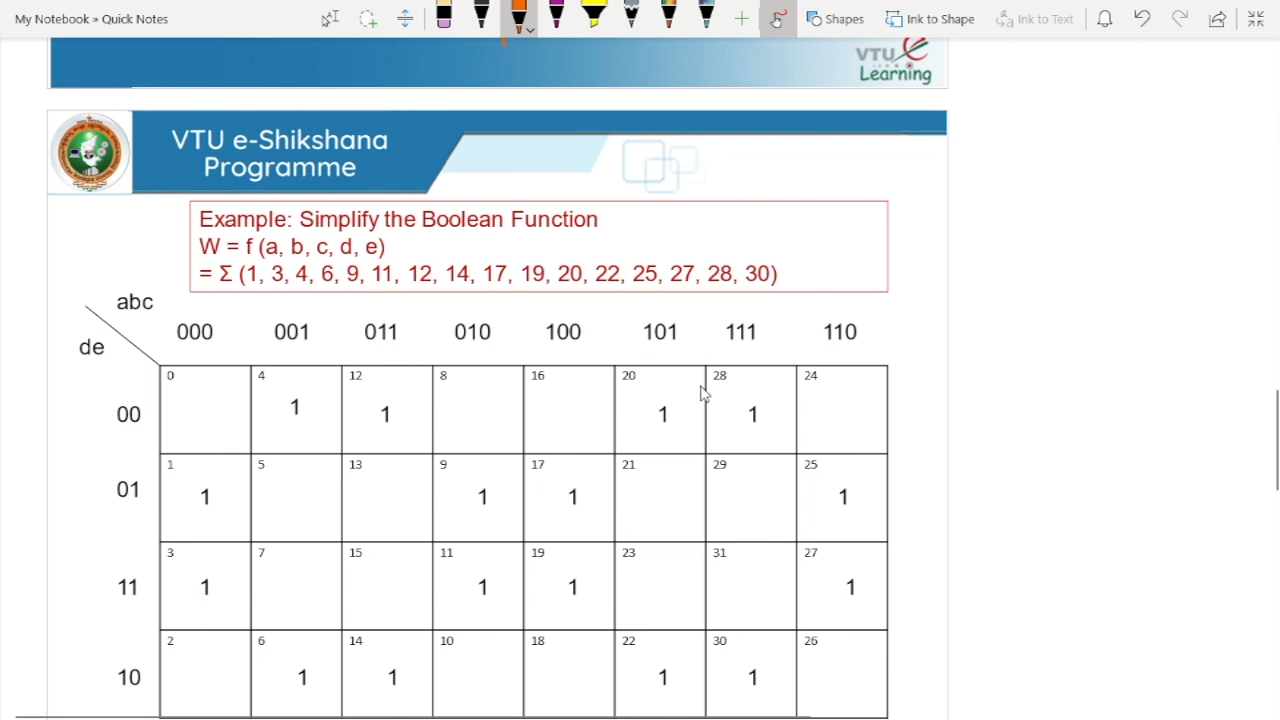 My Notebook » Quick Notes
Shapes
Ink to Shape
Ink to Text
VTU
Learning
VTU e-Shikshana
Programme
Example: Simplify the Boolean Function
W = f (a, b, c, d, e)
= Σ (1, 3, 4, 6, 9, 11, 12, 14, 17, 19, 20, 22, 25, 27, 28, 30)
abc
de
000 001 011 010 100 101 111 110
0 4 12 8 16 20 28 24
00 1 1 1 1
1 5 13 9 17 21 29 25
01 1 1 1 1
3 7 15 11 19 23 31 27
11 1 1 1 1
2 6 14 10 18 22 30 26
10 1 1 1 1